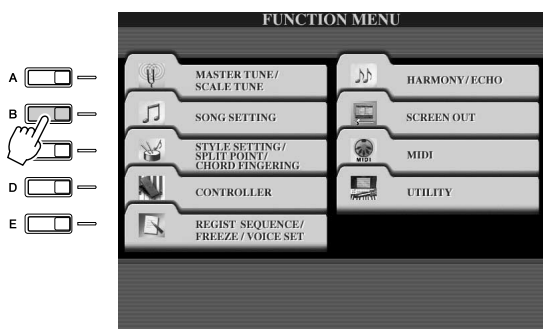 FUNCTION MENU
A
B
D
E
MASTER TUNE/
SCALE TUNE
SONG SETTING
STYLE SETTING/
SPLIT POINT/
CHORD FINGERING
CONTROLLER
REGIST SEQUENCE/
FREEZE / VOICE SET
HARMONY/ ECHO
SCREEN OUT
MIDI
MIDI
UTILITY